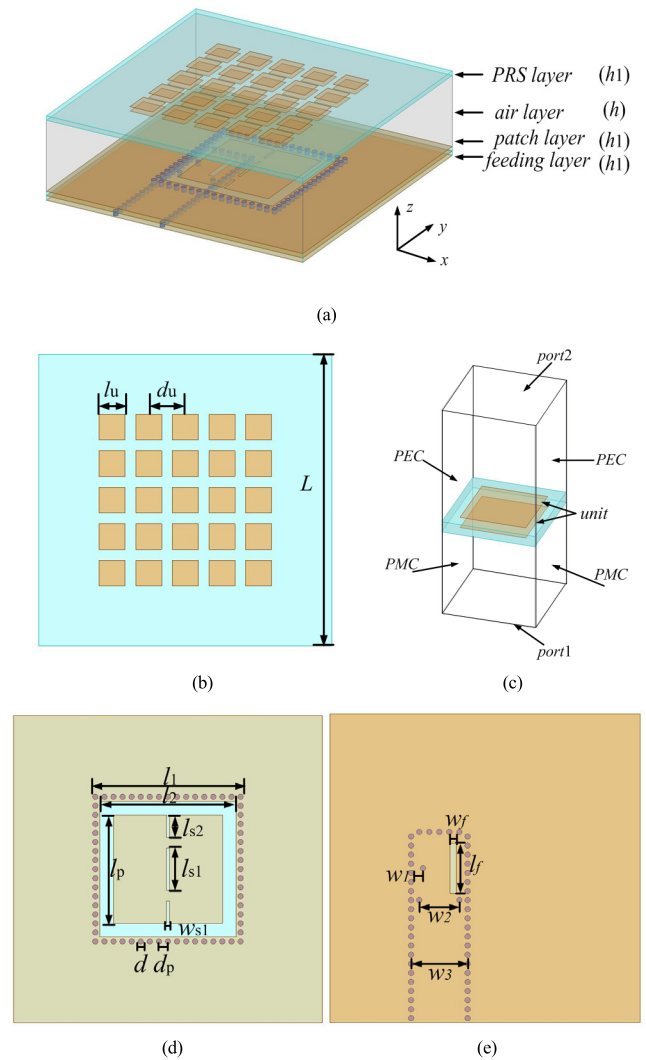 PRS layer (h1)
air layer (h)
patch layer (h1)
feeding layer (h1)
z
y
x
(a)
lu du
L
port2
PEC PEC
unit
PMC PMC
port1
(b) (c)
l1
l2
ls2
lp ls1
ws1
d dp
wf
lf
w1
w2
w3
(d) (e)